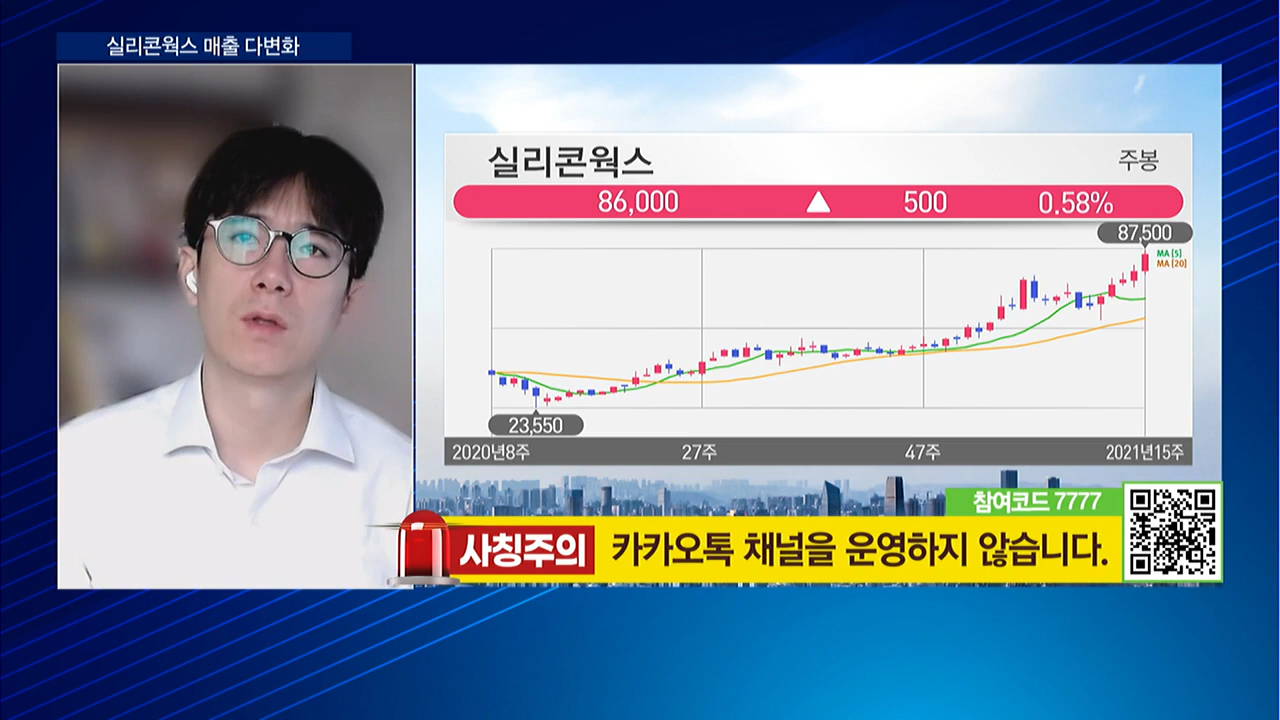 실리콘웍스 매출 다변화
실리콘웍스
주봉
86,000 ▲ 500 0.58%
87,500
MA [5]
MA [20]
23,550
2020년8주 27주 47주 2021년15주
참여코드 7777
사칭주의 카카오톡 채널을 운영하지 않습니다.